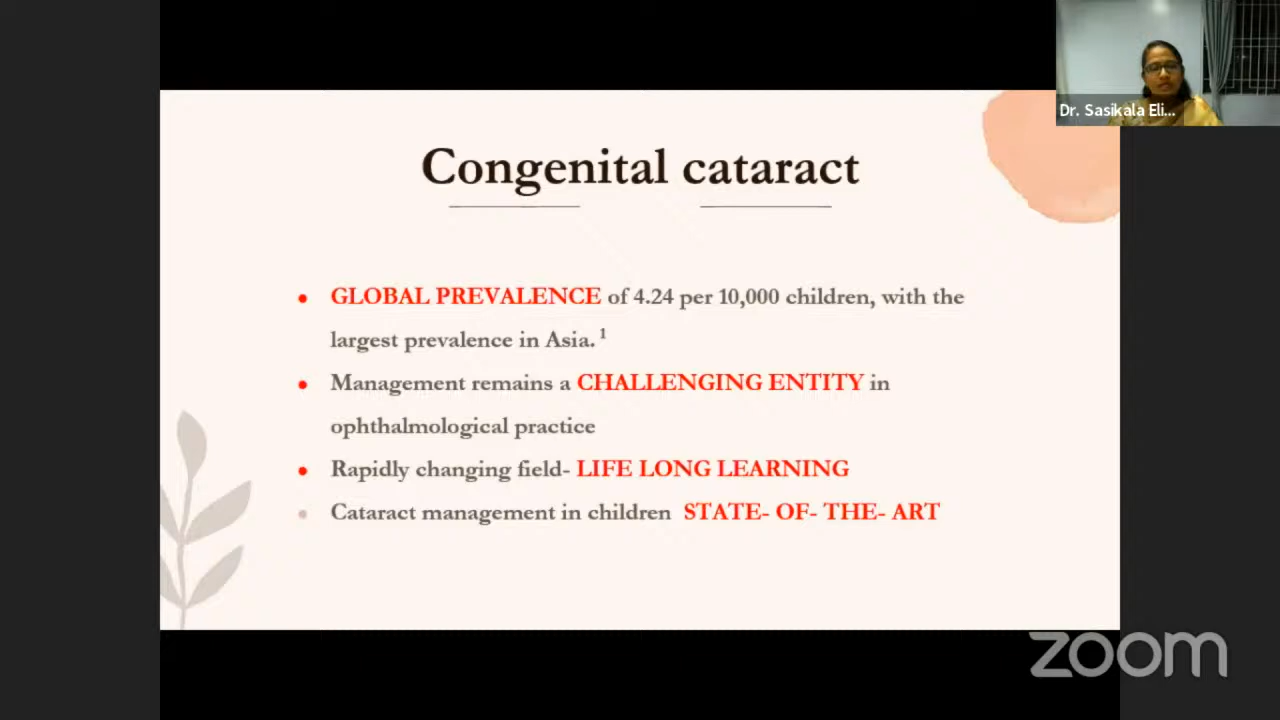 Dr. Sasikala Eli...
Congenital cataract
GLOBAL PREVALENCE of 4.24 per 10,000 children, with the
largest prevalence in Asia. 1
Management remains a CHALLENGING ENTITY in
ophthalmological practice
Rapidly changing field- LIFE LONG LEARNING
Cataract management in children STATE- OF- THE- ART
zoom